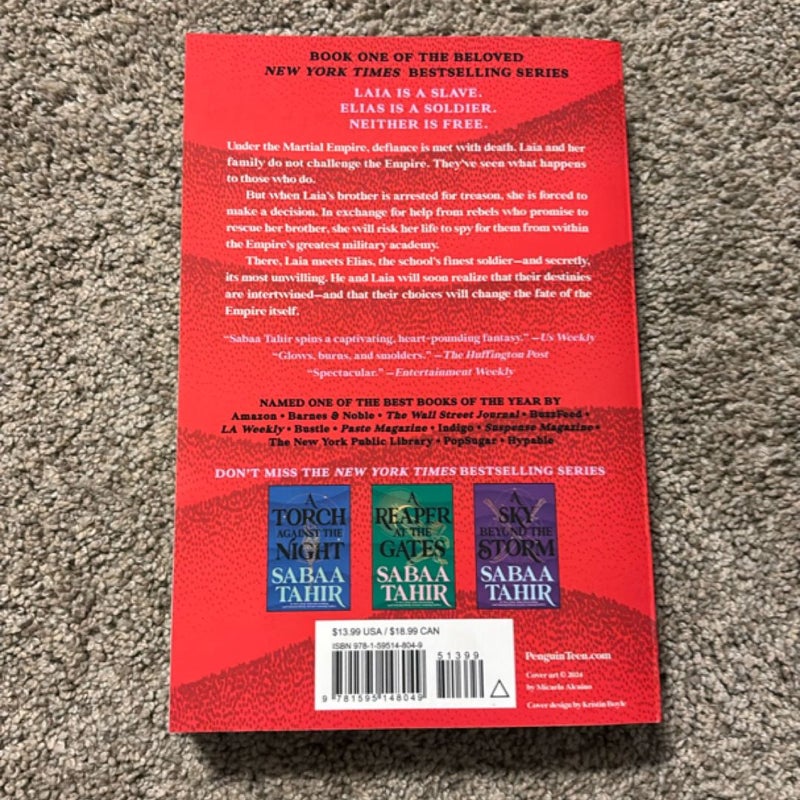 BOOK ONE OF THE BELOVED
NEW YORK TIMES BESTSELLING SERIES
LAIA IS A SLAVE.
ELIAS IS A SOLDIER.
NEITHER IS FREE.
Under the Martial Empire, defiance is met with death. Laia and her
family do not challenge the Empire. They've seen what happens
to those who do.
But when Laia's brother is arrested for treason, she is forced to
make a decision. In exchange for help from rebels who promise to
rescue her brother, she will risk her life to spy for them from within
the Empire's greatest military academy.
There, Laia meets Elias, the school's finest soldier—and secretly,
its most unwilling. He and Laia will soon realize that their destinies
are intertwined—and that their choices will change the fate of the
Empire itself.
“Sabaa Tahir spins a captivating, heart-pounding fantasy.” —Us Weekly
“Glows, burns, and smolders.” —The Huffington Post
“Spectacular.” —Entertainment Weekly
NAMED ONE OF THE BEST BOOKS OF THE YEAR BY
Amazon • Barnes & Noble • The Wall Street Journal • BuzzFeed •
LA Weekly • Bustle • Paste Magazine • Indigo • Suspense Magazine •
The New York Public Library • PopSugar • Hypable
DON'T MISS THE NEW YORK TIMES BESTSELLING SERIES
A
TORCH
AGAINST THE
NIGHT
SABAA
TAHIR
A
REAPER
AT THE
GATES
SABAA
TAHIR
A
SKY
BEYOND THE
STORM
SABAA
TAHIR
$13.99 USA / $18.99 CAN
ISBN 978-1-59514-804-9
51399
9 781595 148049
PenguinTeen.com
Cover art © 2024
by Micaela Alcaino
Cover design by Kristin Boyle